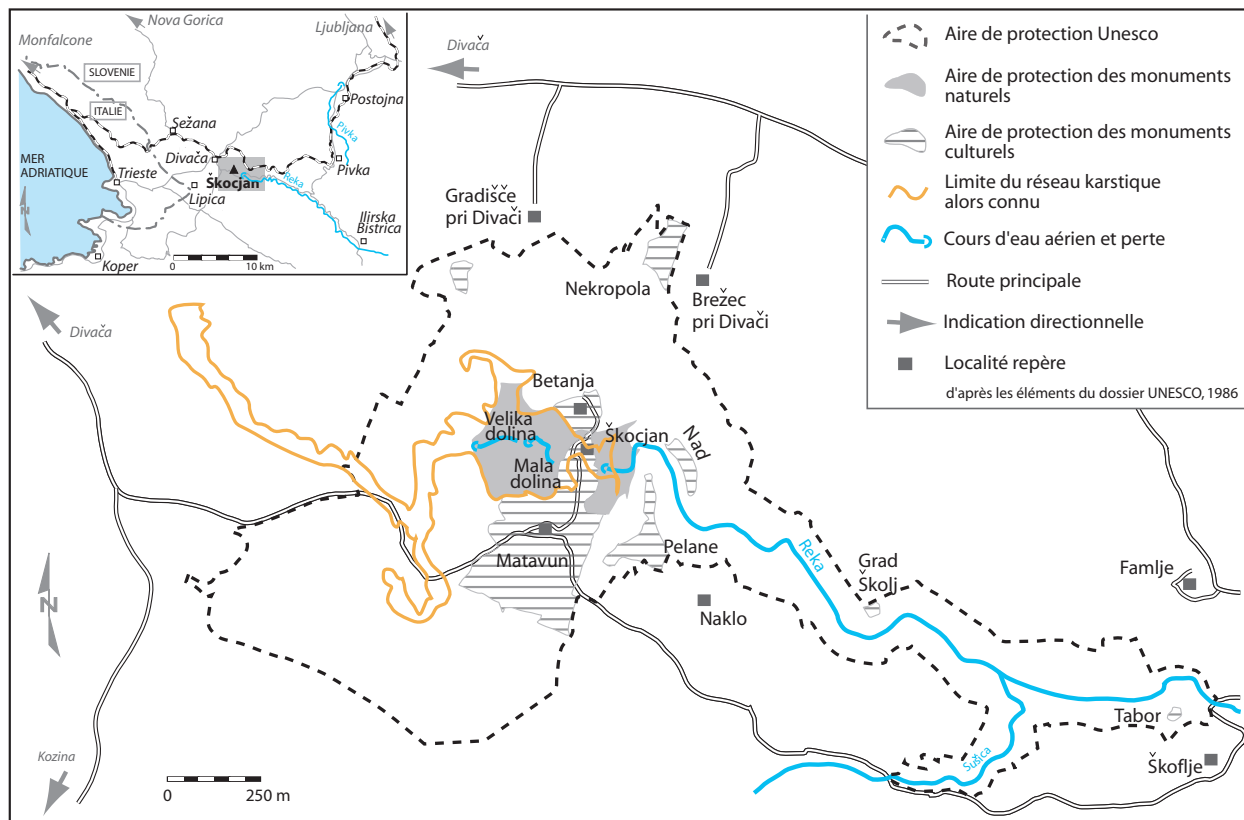 Nova Gorica
Ljubljana
Monfalcone
SLOVENIE
ITALIE
Postojna
Sežana
Pivka
MER
ADRIATIQUE
Divača
Trieste
Škocjan
Reka
Pivka
Lipica
Ilirska
Bistrica
Koper
0 10 km
N
Divača
Aire de protection Unesco
Aire de protection des monuments
naturels
Aire de protection des monuments
culturels
Limite du réseau karstique
alors connu
Cours d'eau aérien et perte
Route principale
Indication directionnelle
Localité repère
d'après les éléments du dossier UNESCO, 1986
Gradišče
pri Divači
Nekropola
Brežec
pri Divači
Divača
Betanja
Velika
dolina
Škocjan
Nad
Mala
dolina
Matavun
Pelane
Reka
Grad
Školj
Famlje
Naklo
N
Tabor
Sušica
Škoflje
Kozina
0 250 m